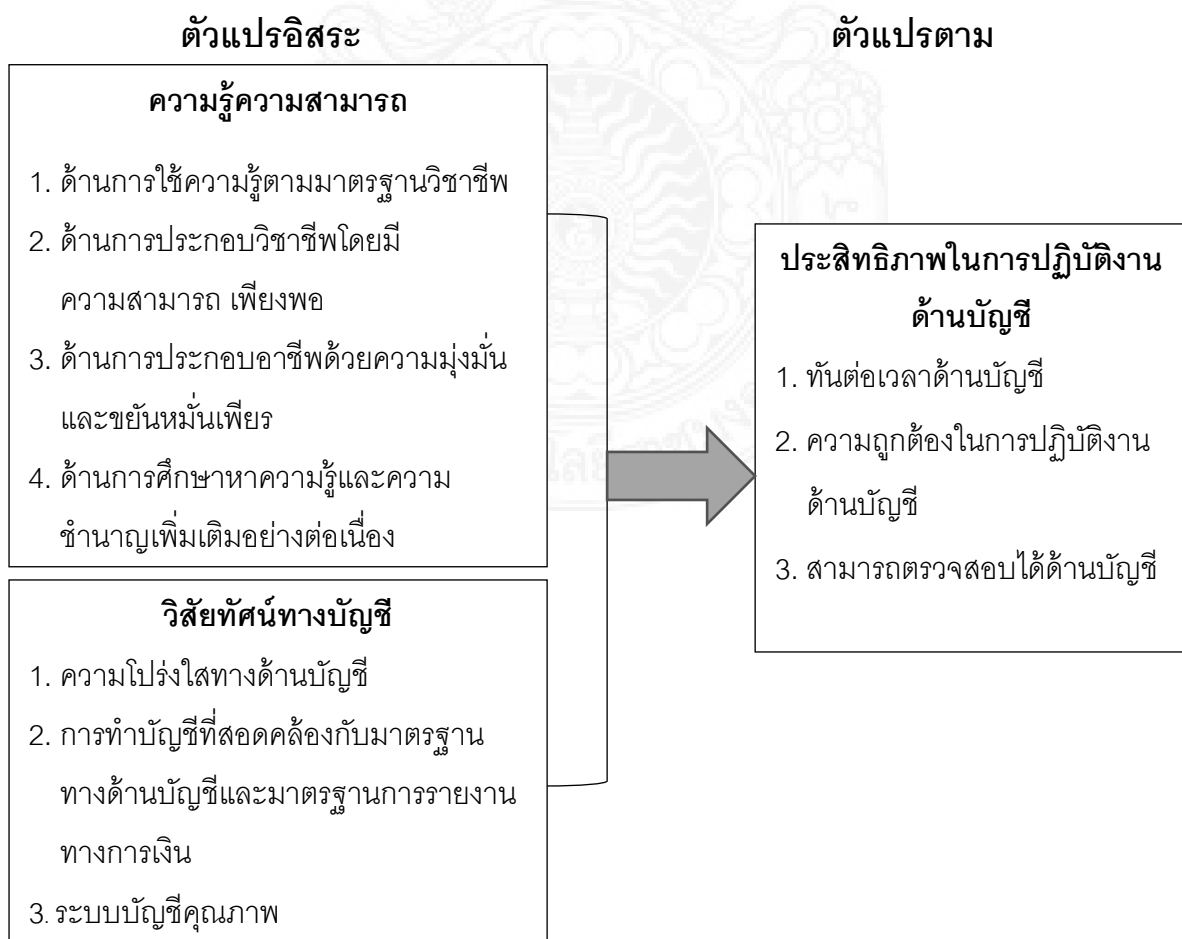 ตัวแปรอิสระ
ตัวแปรตาม
ความรู้ความสามารถ
1. ด้านการใช้ความรู้ตามมาตรฐานวิชาชีพ
2. ด้านการประกอบวิชาชีพโดยมี
ความสามารถ เพียงพอ
3. ด้านการประกอบอาชีพด้วยความมุ่งมั่น
และขยันหมั่นเพียร
4. ด้านการศึกษาหาความรู้และความ
ชำนาญเพิ่มเติมอย่างต่อเนื่อง
วิสัยทัศน์ทางบัญชี
1. ความโปร่งใสทางด้านบัญชี
2. การทำบัญชีที่สอดคล้องกับมาตรฐาน
ทางด้านบัญชีและมาตรฐานการรายงาน
ทางการเงิน
3. ระบบบัญชีคุณภาพ
ประสิทธิภาพในการปฏิบัติงาน
ด้านบัญชี
1. ทันต่อเวลาด้านบัญชี
2. ความถูกต้องในการปฏิบัติงาน
ด้านบัญชี
3. สามารถตรวจสอบได้ด้านบัญชี